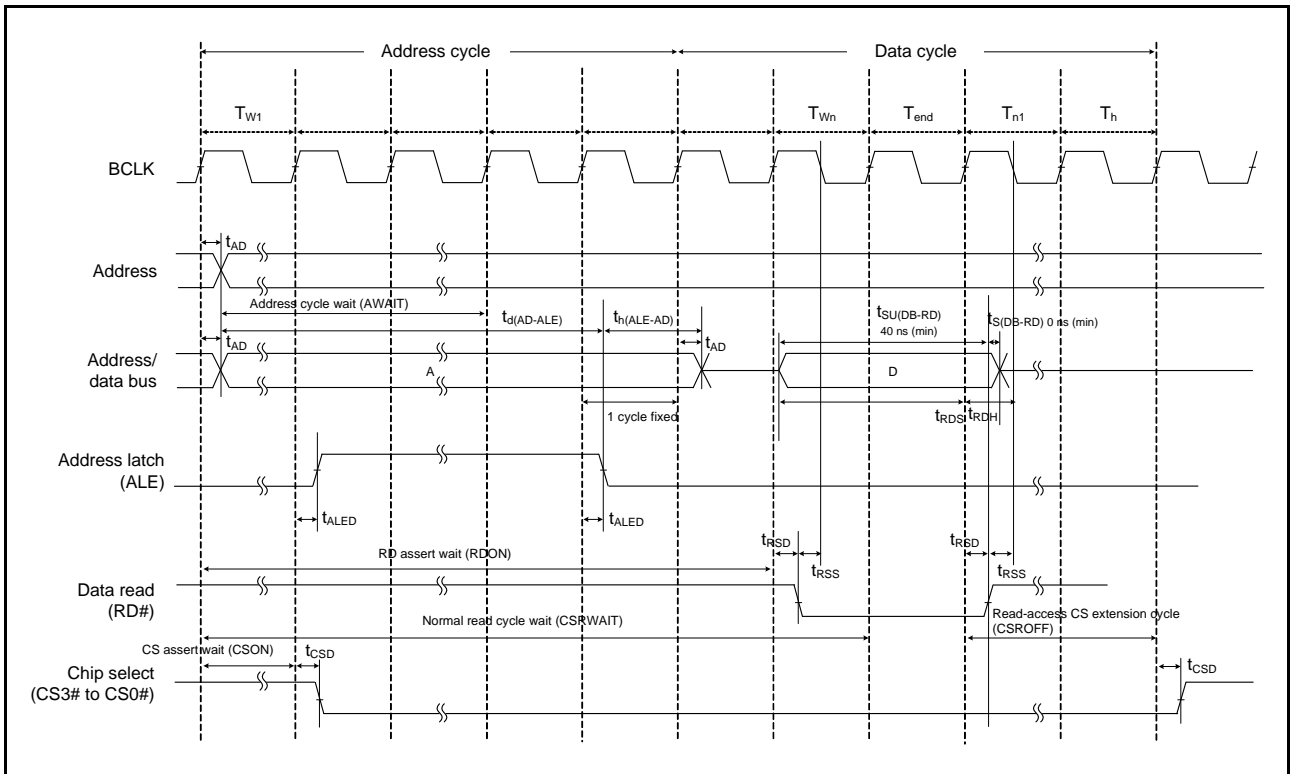 Address cycle
Data cycle
TW1
TWn
Tend
Tn1
Th
BCLK
tAD
Address
Address cycle wait (AWAIT)
td(AD-ALE)
th(ALE-AD)
tSU(DB-RD)
40 ns (min)
tS(DB-RD) 0 ns (min)
tAD
tAD
Address/
data bus
A
D
1 cycle fixed
tRDS
tRDH
Address latch
(ALE)
tALED
tALED
tRSD
tRSD
RD assert wait (RDON)
tRSS
tRSS
Data read
(RD#)
Normal read cycle wait (CSRWAIT)
Read-access CS extension cycle
(CSROFF)
CS assert wait (CSON)
tCSD
tCSD
Chip select
(CS3# to CS0#)